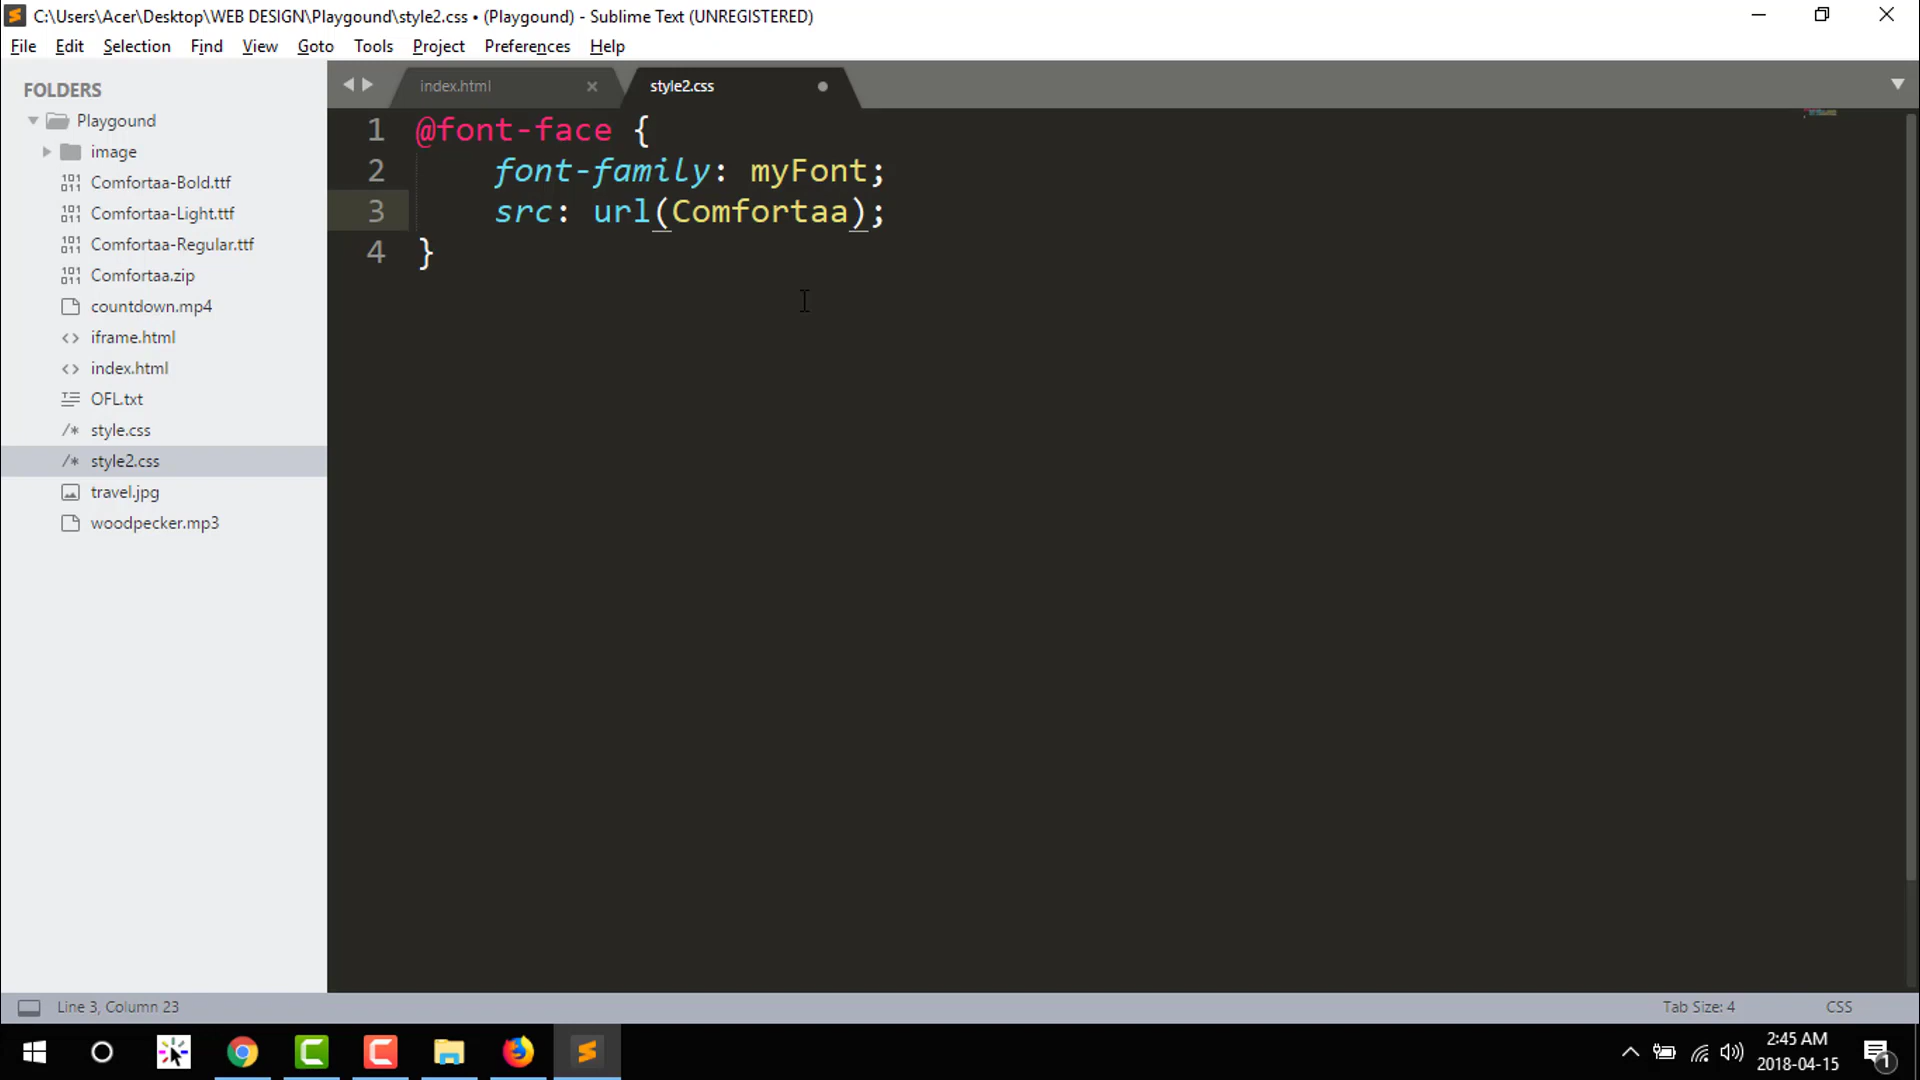 C:\Users\Acer\Desktop\WEB DESIGN\Playgound\style2.css • (Playgound) - Sublime Text (UNREGISTERED)
File Edit Selection Find View Goto Tools Project Preferences Help
FOLDERS
Playgound
image
Comfortaa-Bold.ttf
Comfortaa-Light.ttf
Comfortaa-Regular.ttf
Comfortaa.zip
countdown.mp4
iframe.html
index.html
OFL.txt
style.css
style2.css
travel.jpg
woodpecker.mp3
index.html style2.css
1 @font-face {
2 font-family: myFont;
3 src: url(Comfortaa);
4 }
Line 3, Column 23 Tab Size: 4 CSS
2:45 AM
2018-04-15
1